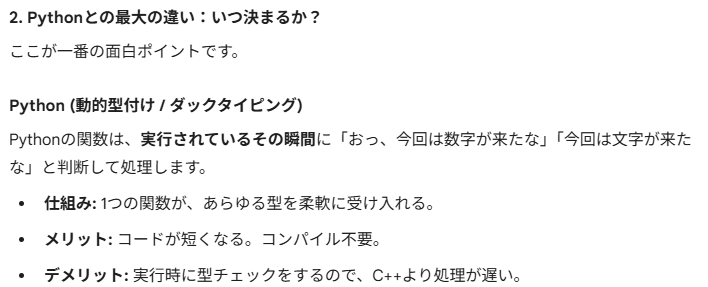 2. Pythonとの最大の違い：いつ決まるか？
ここが一番の面白ポイントです。
Python (動的型付け / ダックタイピング)
Pythonの関数は、実行されているその瞬間に「おっ、今回は数字が来たな」「今回は文字が来た
な」と判断して処理します。
• 仕組み: 1つの関数が、あらゆる型を柔軟に受け入れる。
• メリット: コードが短くなる。コンパイル不要。
• デメリット: 実行時に型チェックをするので、C++より処理が遅い。